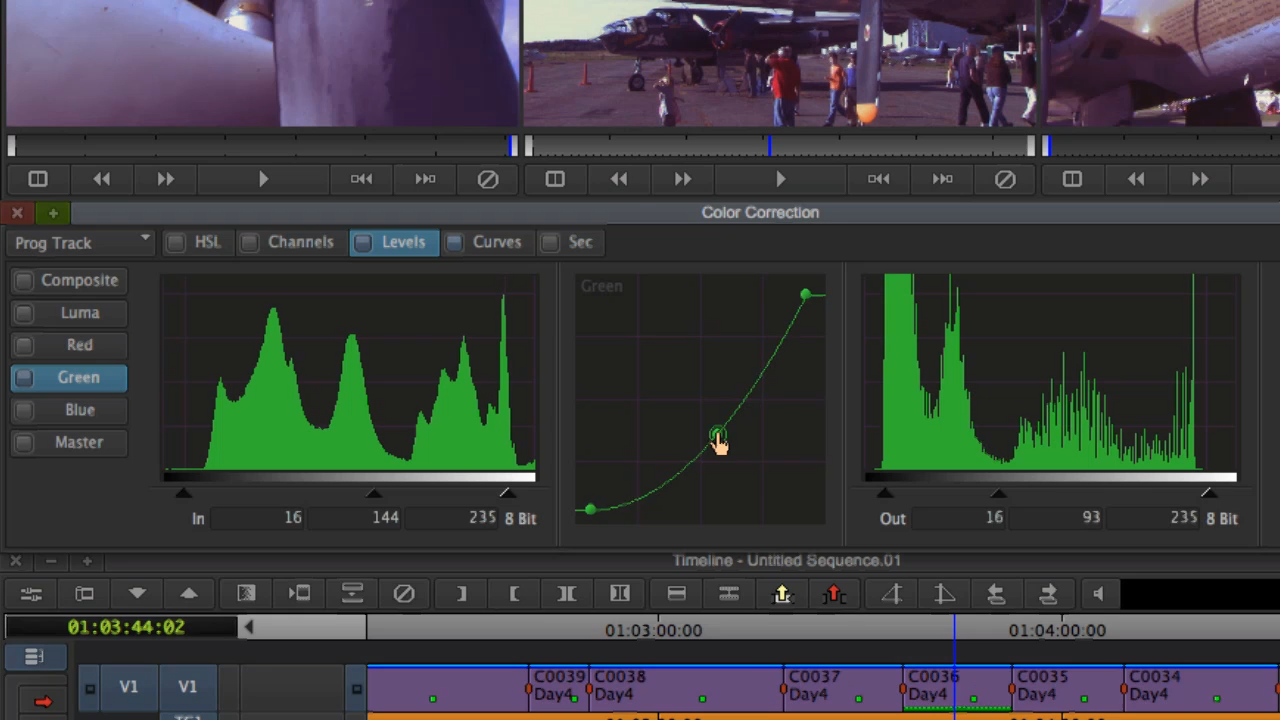 Color Correction
Prog Track HSL Channels Levels Curves Sec
Composite
Luma
Red
Green
Blue
Master
Green
In 16 144 235 8 Bit
Out 16 93 235 8 Bit
Timeline - Untitled Sequence.01
01:03:44:02
01:03:00:00 01:04:00:00
V1 V1
C0039 C0038 C0037 C0036 C0035 C0034
Day4 Day4 Day4 Day4 Day4 Day4